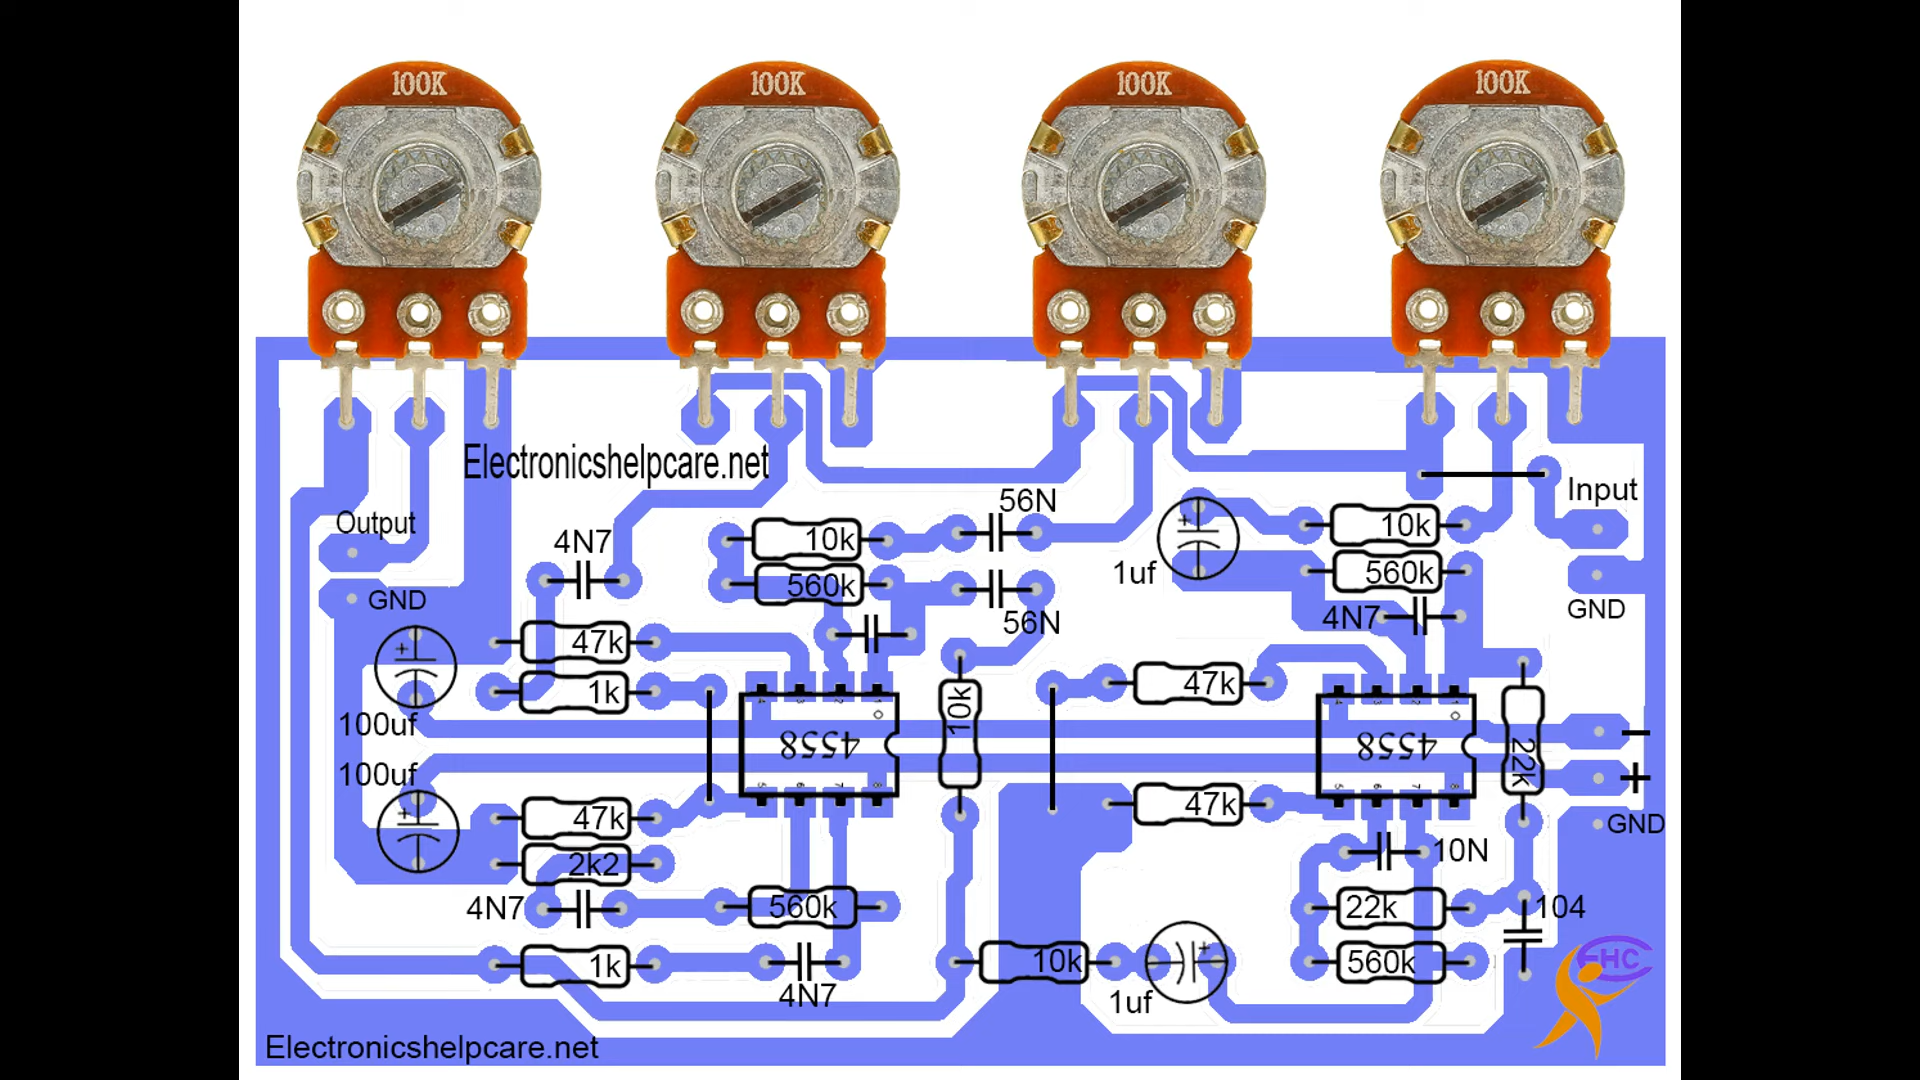 100K 100K 100K 100K
Electronicshelpcare.net
Input
56N
Output
10k
10k
4N7
1uf
560k
560k
GND
GND
4N7
56N
47k
47k
1k
10k
100uf
4558
4558
22k
−
100uf
+
47k
47k
GND
2k2
10N
4N7
560k
22k
104
1k
10k
560k
EHC
4N7
1uf
Electronicshelpcare.net